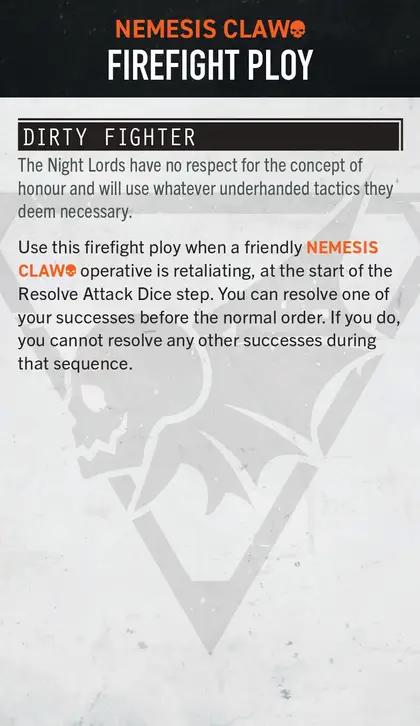 NEMESIS CLAW
FIREFIGHT PLOY
DIRTY FIGHTER
The Night Lords have no respect for the concept of
honour and will use whatever underhanded tactics they
deem necessary.
Use this firefight ploy when a friendly NEMESIS
CLAW operative is retaliating, at the start of the
Resolve Attack Dice step. You can resolve one of
your successes before the normal order. If you do,
you cannot resolve any other successes during
that sequence.